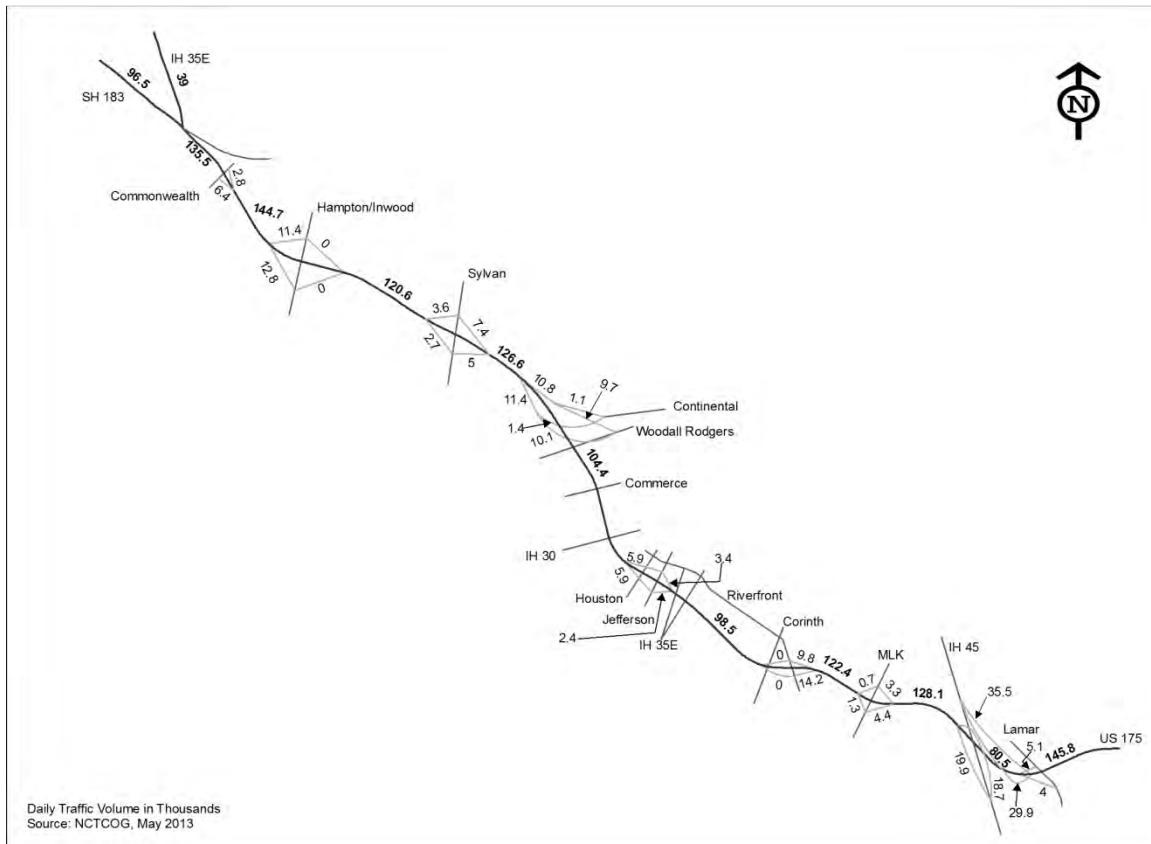 IH 35E
39
96.5
SH 183
135.5
2.8
6.4
Commonwealth
144.7
Hampton/Inwood
11.4
0
12.8
0
N
Sylvan
120.6
3.6
7.4
2.7
5
126.6
10.8
9.7
1.1
11.4
Continental
1.4
10.1
Woodall Rodgers
104.4
Commerce
IH 30
5.9
3.4
5.9
Houston
Riverfront
Jefferson
98.5
2.4
IH 35E
Corinth
0
9.8
0
14.2
122.4
MLK
0.7
3.3
1.3
4.4
128.1
IH 45
35.5
Lamar
5.1
80.5
145.8
US 175
19.9
18.7
4
29.9
Daily Traffic Volume in Thousands
Source: NCTCOG, May 2013